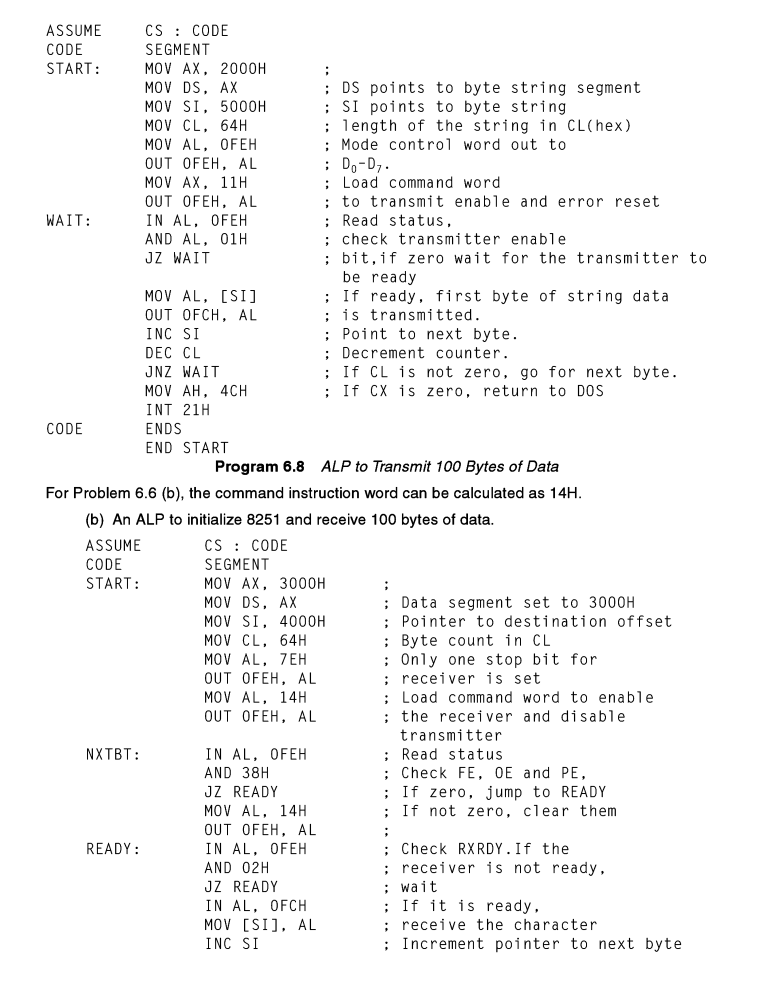 ASSUME CS : CODE
CODE SEGMENT
START: MOV AX, 2000H ;
MOV DS, AX ; DS points to byte string segment
MOV SI, 5000H ; SI points to byte string
MOV CL, 64H ; length of the string in CL(hex)
MOV AL, OFEH ; Mode control word out to
OUT OFEH, AL ; D₀-D₇.
MOV AX, 11H ; Load command word
OUT OFEH, AL ; to transmit enable and error reset
WAIT: IN AL, OFEH ; Read status,
AND AL, 01H ; check transmitter enable
JZ WAIT ; bit,if zero wait for the transmitter to
be ready
MOV AL, [SI] ; If ready, first byte of string data
OUT OFCH, AL ; is transmitted.
INC SI ; Point to next byte.
DEC CL ; Decrement counter.
JNZ WAIT ; If CL is not zero, go for next byte.
MOV AH, 4CH ; If CX is zero, return to DOS
INT 21H
CODE ENDS
END START
Program 6.8 ALP to Transmit 100 Bytes of Data
For Problem 6.6 (b), the command instruction word can be calculated as 14H.
(b) An ALP to initialize 8251 and receive 100 bytes of data.
ASSUME CS : CODE
CODE SEGMENT
START: MOV AX, 3000H ;
MOV DS, AX ; Data segment set to 3000H
MOV SI, 4000H ; Pointer to destination offset
MOV CL, 64H ; Byte count in CL
MOV AL, 7EH ; Only one stop bit for
OUT OFEH, AL ; receiver is set
MOV AL, 14H ; Load command word to enable
OUT OFEH, AL ; the receiver and disable
transmitter
NXTBT: IN AL, OFEH ; Read status
AND 38H ; Check FE, OE and PE,
JZ READY ; If zero, jump to READY
MOV AL, 14H ; If not zero, clear them
OUT OFEH, AL ;
READY: IN AL, OFEH ; Check RXRDY.If the
AND 02H ; receiver is not ready,
JZ READY ; wait
IN AL, OFCH ; If it is ready,
MOV [SI], AL ; receive the character
INC SI ; Increment pointer to next byte